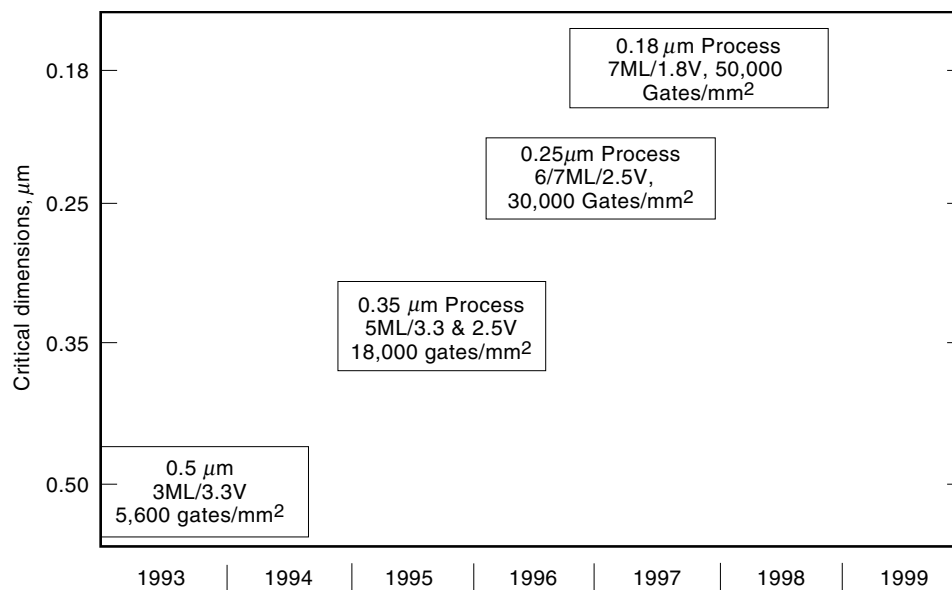 0.18 μm Process
7ML/1.8V, 50,000
Gates/mm²
0.18
0.25μm Process
6/7ML/2.5V,
30,000 Gates/mm²
0.25
Critical dimensions, μm
0.35 μm Process
5ML/3.3 & 2.5V
18,000 gates/mm²
0.35
0.5 μm
3ML/3.3V
5,600 gates/mm²
0.50
1993 | 1994 | 1995 | 1996 | 1997 | 1998 | 1999